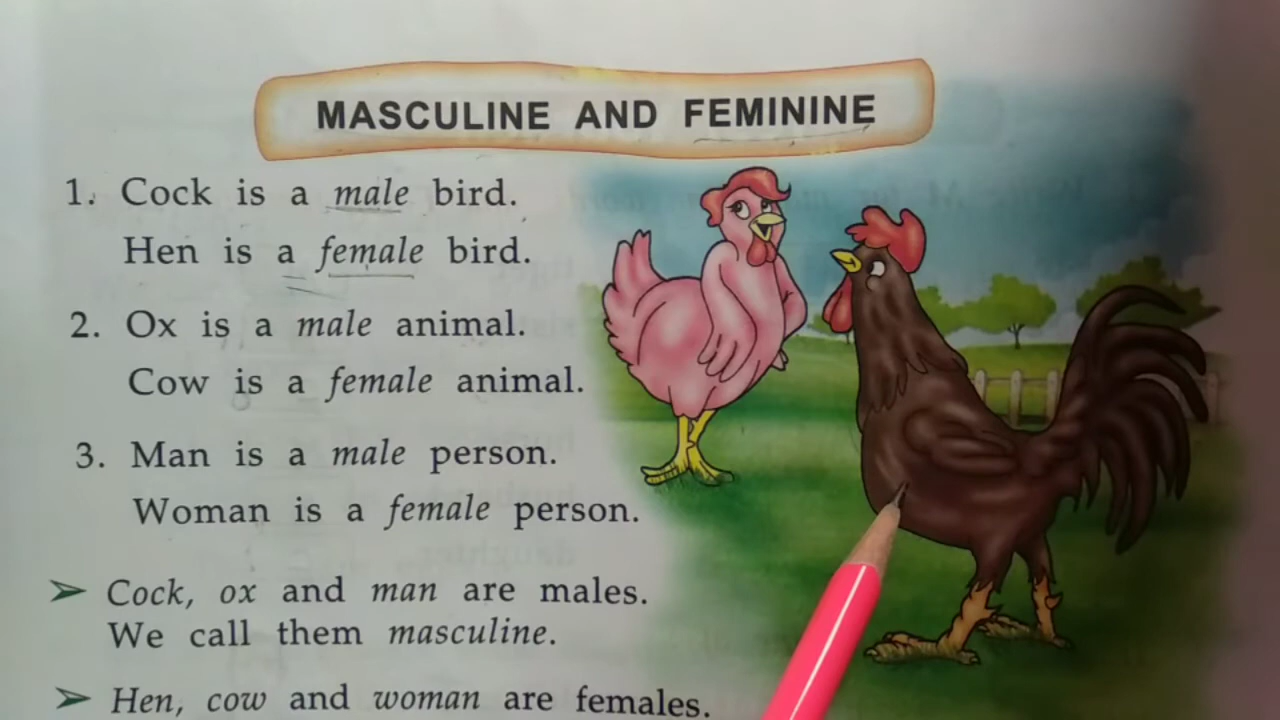 MASCULINE AND FEMININE
1. Cock is a male bird.
Hen is a female bird.
2. Ox is a male animal.
Cow is a female animal.
3. Man is a male person.
Woman is a female person.
➢ Cock, ox and man are males.
We call them masculine.
➢ Hen, cow and woman are females.